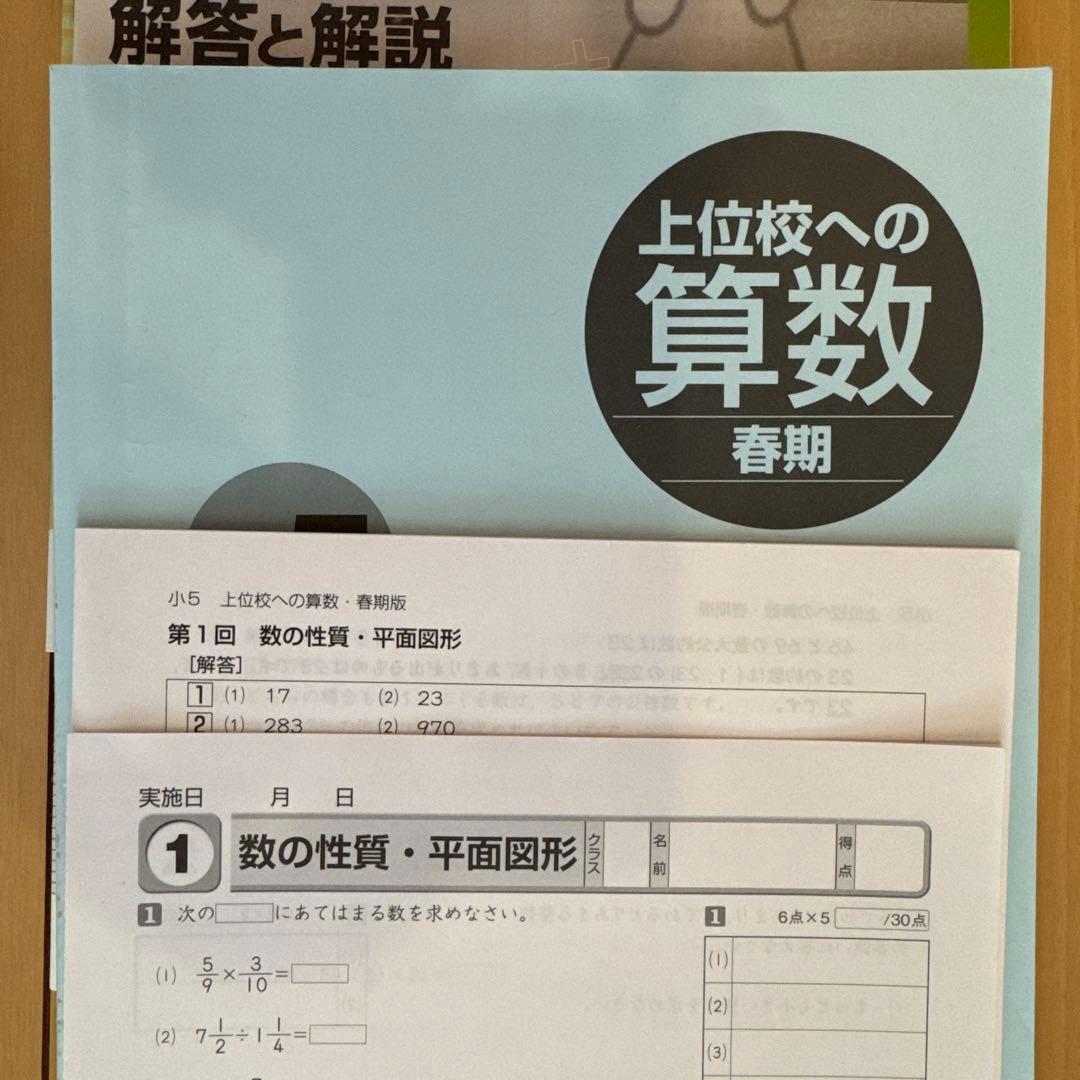 解答と解説
上位校への
算数
春期
小5 上位校への算数・春期版
第1回 数の性質・平面図形
[解答]
1 (1) 17 (2) 23
2 (1) 283 (2) 970
実施日 月 日
1 数の性質・平面図形 クラス 名前 得点
1 次の□にあてはまる数を求めなさい。
1 6点×5 /30点
(1) 5/9 × 3/10 = □
(2) 7 1/2 ÷ 1 1/4 = □
(1)
(2)
(3)